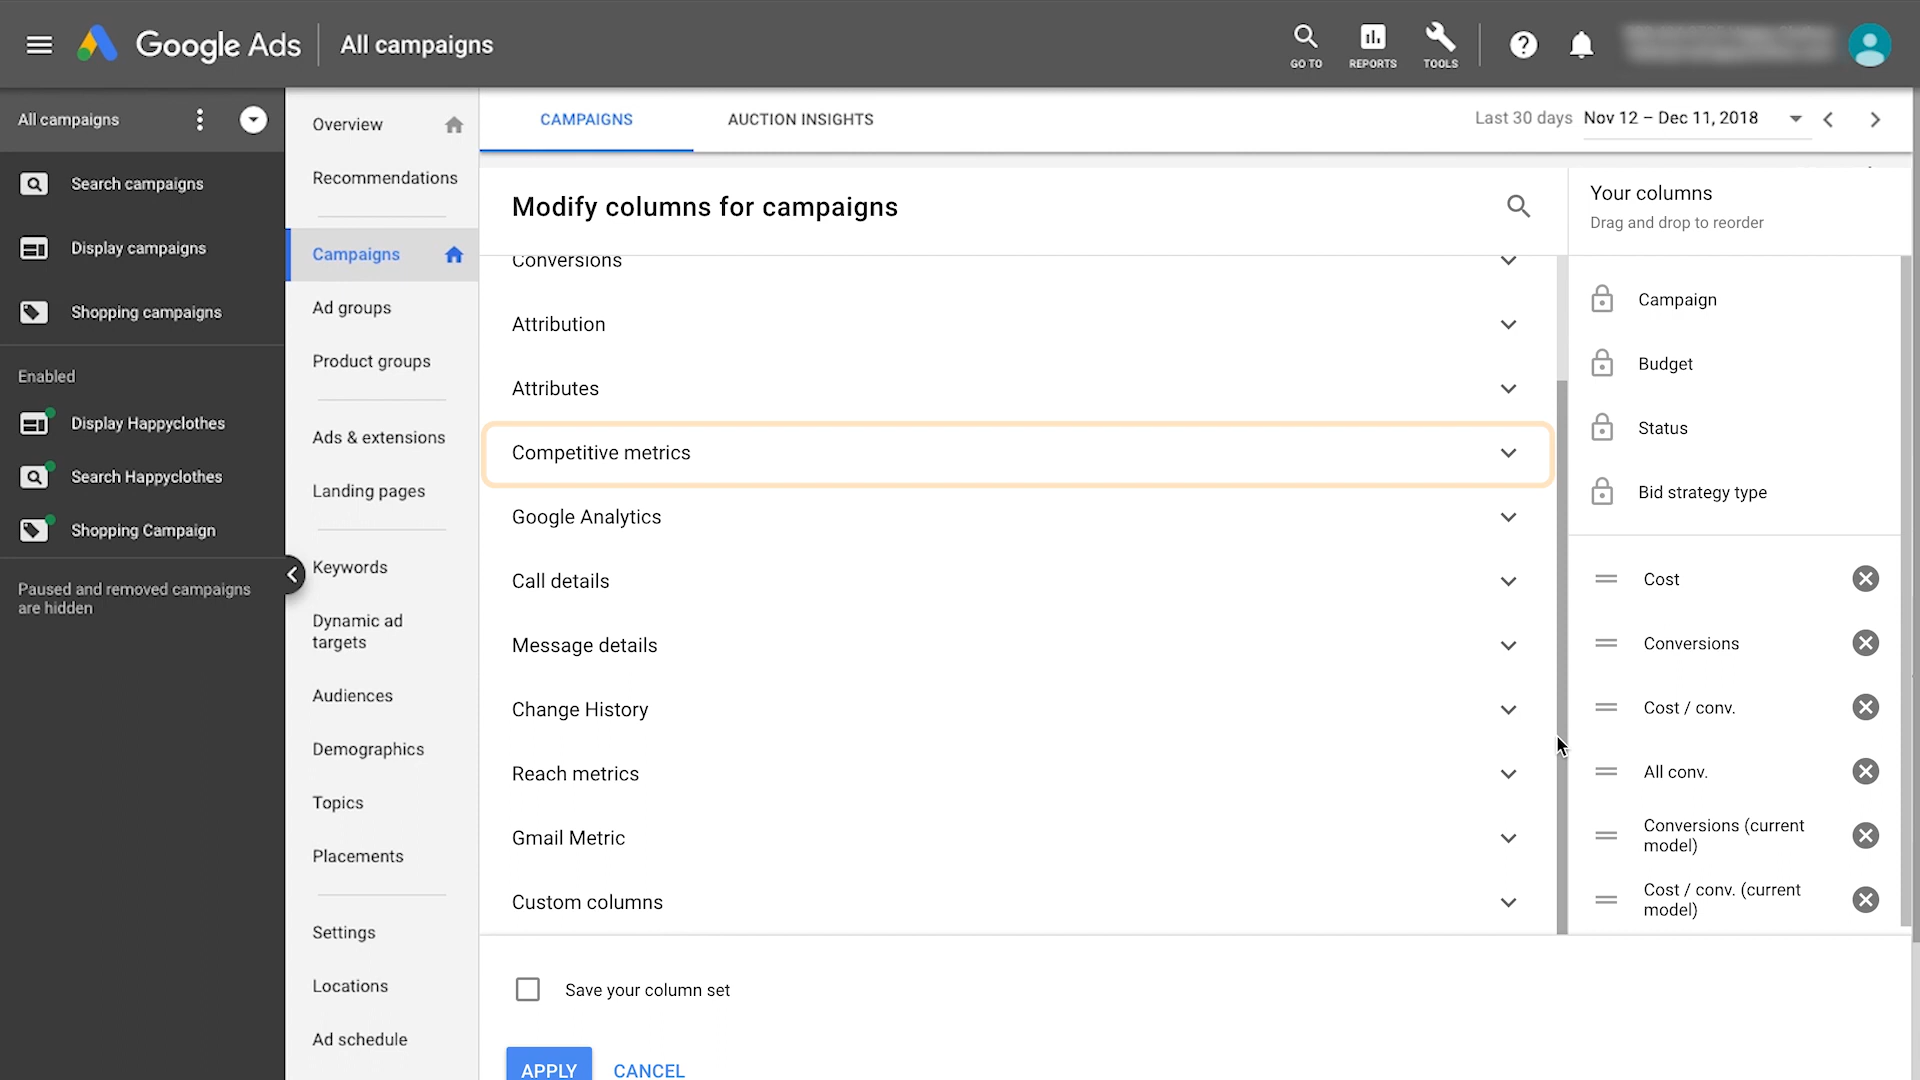 Google Ads
All campaigns
GO TO
REPORTS
TOOLS
All campaigns
Search campaigns
Display campaigns
Shopping campaigns
Enabled
Display Happyclothes
Search Happyclothes
Shopping Campaign
Paused and removed campaigns
are hidden
Overview
Recommendations
Campaigns
Ad groups
Product groups
Ads & extensions
Landing pages
Keywords
Dynamic ad
targets
Audiences
Demographics
Topics
Placements
Settings
Locations
Ad schedule
CAMPAIGNS
AUCTION INSIGHTS
Last 30 days Nov 12 – Dec 11, 2018
Modify columns for campaigns
Conversions
Attribution
Attributes
Competitive metrics
Google Analytics
Call details
Message details
Change History
Reach metrics
Gmail Metric
Custom columns
Save your column set
APPLY
CANCEL
Your columns
Drag and drop to reorder
Campaign
Budget
Status
Bid strategy type
Cost
Conversions
Cost / conv.
All conv.
Conversions (current
model)
Cost / conv. (current
model)